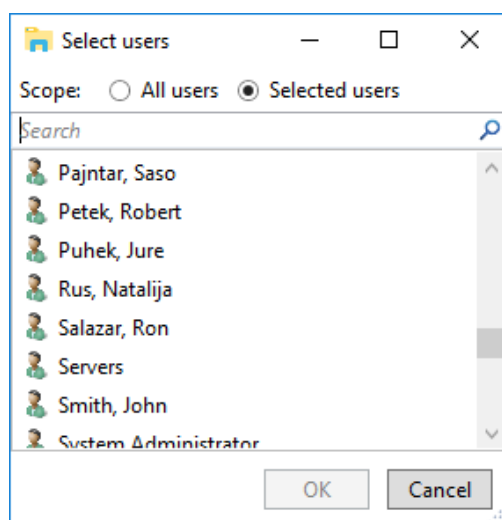 Select users
Scope: All users Selected users
Search
Pajntar, Saso
Petek, Robert
Puhek, Jure
Rus, Natalija
Salazar, Ron
Servers
Smith, John
System Administrator
OK Cancel